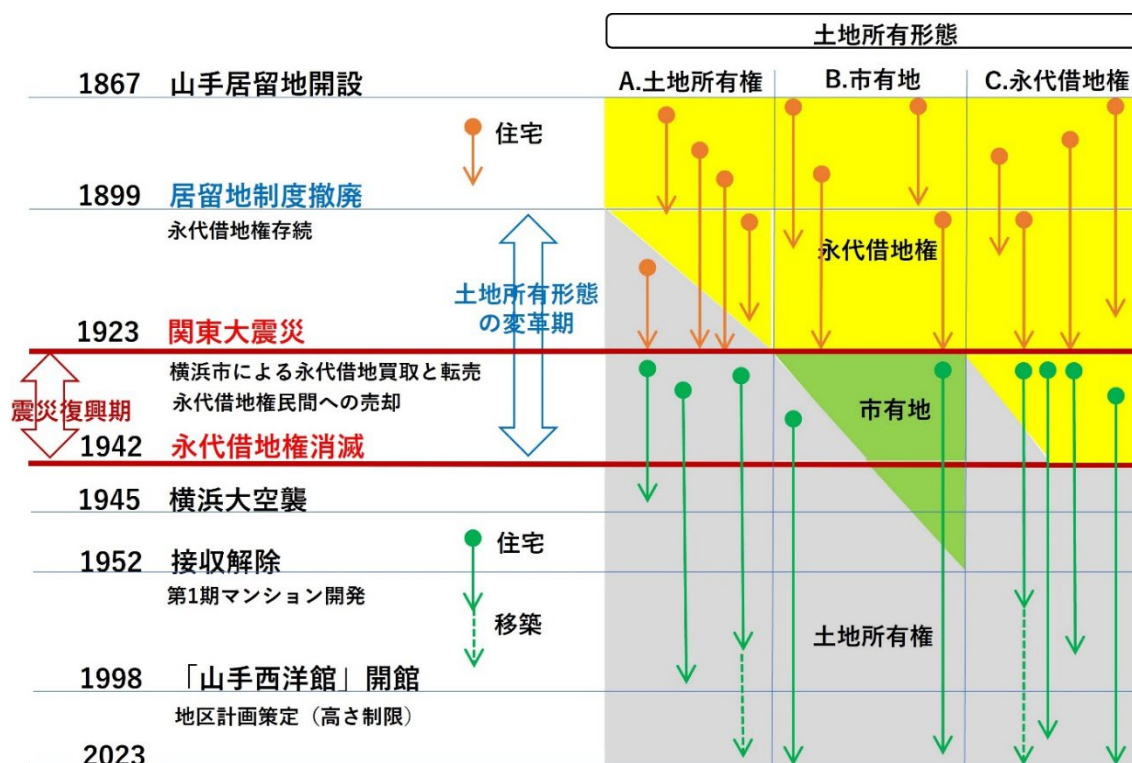 土地所有形態
1867 山手居留地開設
A.土地所有権
B.市有地
C.永代借地権
住宅
1899 居留地制度撤廃
永代借地権存続
永代借地権
土地所有形態
の変革期
1923 関東大震災
横浜市による永代借地買取と転売
永代借地権民間への売却
震災復興期
市有地
1942 永代借地権消滅
1945 横浜大空襲
住宅
1952 接収解除
第1期マンション開発
移築
土地所有権
1998 「山手西洋館」開館
地区計画策定（高さ制限）
2023